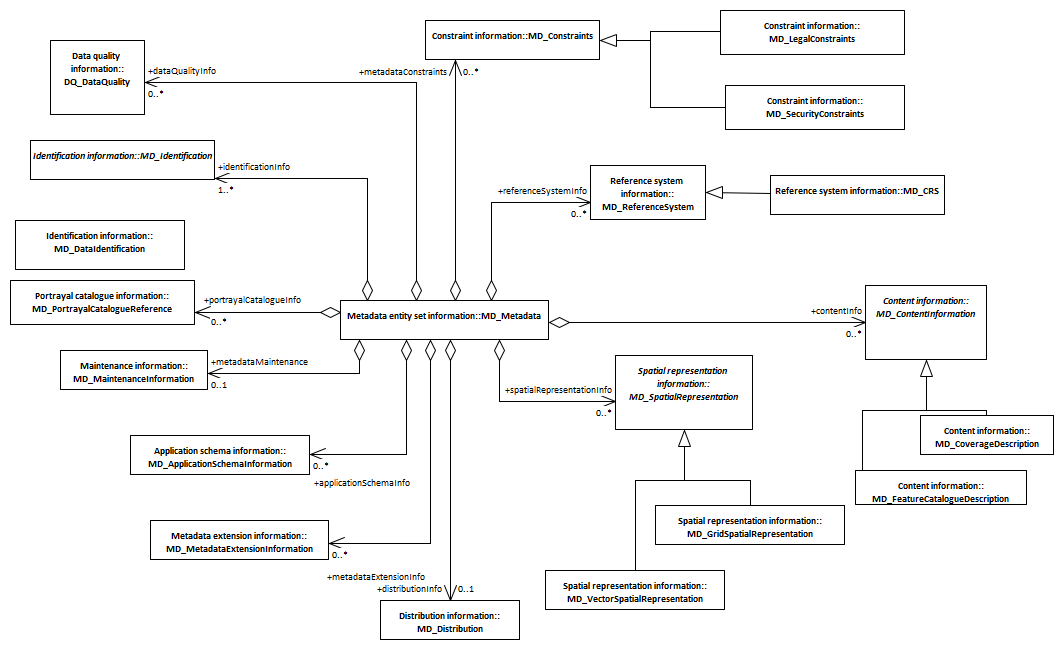 Constraint information::MD_Constraints
Constraint information::
MD_LegalConstraints
Data quality
information::
DQ_DataQuality
+dataQualityInfo
0..*
+metadataConstraints
0..*
Constraint information::
MD_SecurityConstraints
Identification information::MD_Identification
+identificationInfo
1..*
+referenceSystemInfo
0..*
Reference system
information::
MD_ReferenceSystem
Reference system information::MD_CRS
Identification information::
MD_DataIdentification
Portrayal catalogue information::
MD_PortrayalCatalogueReference
+portrayalCatalogueInfo
0..*
Metadata entity set information::MD_Metadata
+contentInfo
0..*
Content information::
MD_ContentInformation
Maintenance information::
MD_MaintenanceInformation
+metadataMaintenance
0..1
+spatialRepresentationInfo
0..*
Spatial representation
information::
MD_SpatialRepresentation
Content information::
MD_CoverageDescription
Application schema information::
MD_ApplicationSchemaInformation
0..*
+applicationSchemaInfo
Content information::
MD_FeatureCatalogueDescription
Metadata extension information::
MD_MetadataExtensionInformation
0..*
+metadataExtensionInfo
Spatial representation information::
MD_GridSpatialRepresentation
+distributionInfo
0..1
Spatial representation information::
MD_VectorSpatialRepresentation
Distribution information::
MD_Distribution